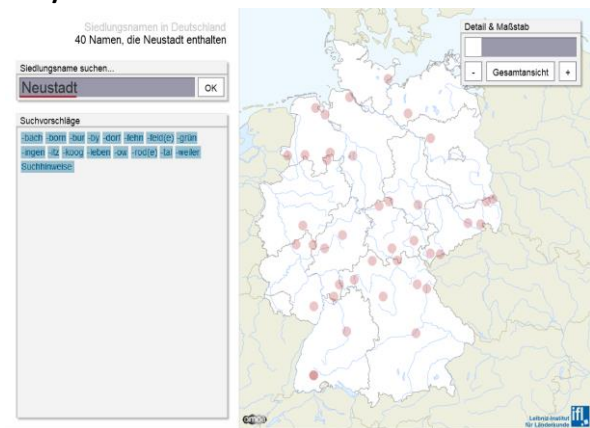 Siedlungsnamen in Deutschland
40 Namen, die Neustadt enthalten
Siedlungsname suchen...
Neustadt
OK
Suchvorschläge
-bach -born -bur -by -dorf -fehn -feld(e) -grün
-ingen -itz -koog -leben -ow -rod(e) -tal -weiler
Suchhinweise
Detail & Maßstab
- Gesamtansicht +
Leibniz-Institut
für Länderkunde
ifl